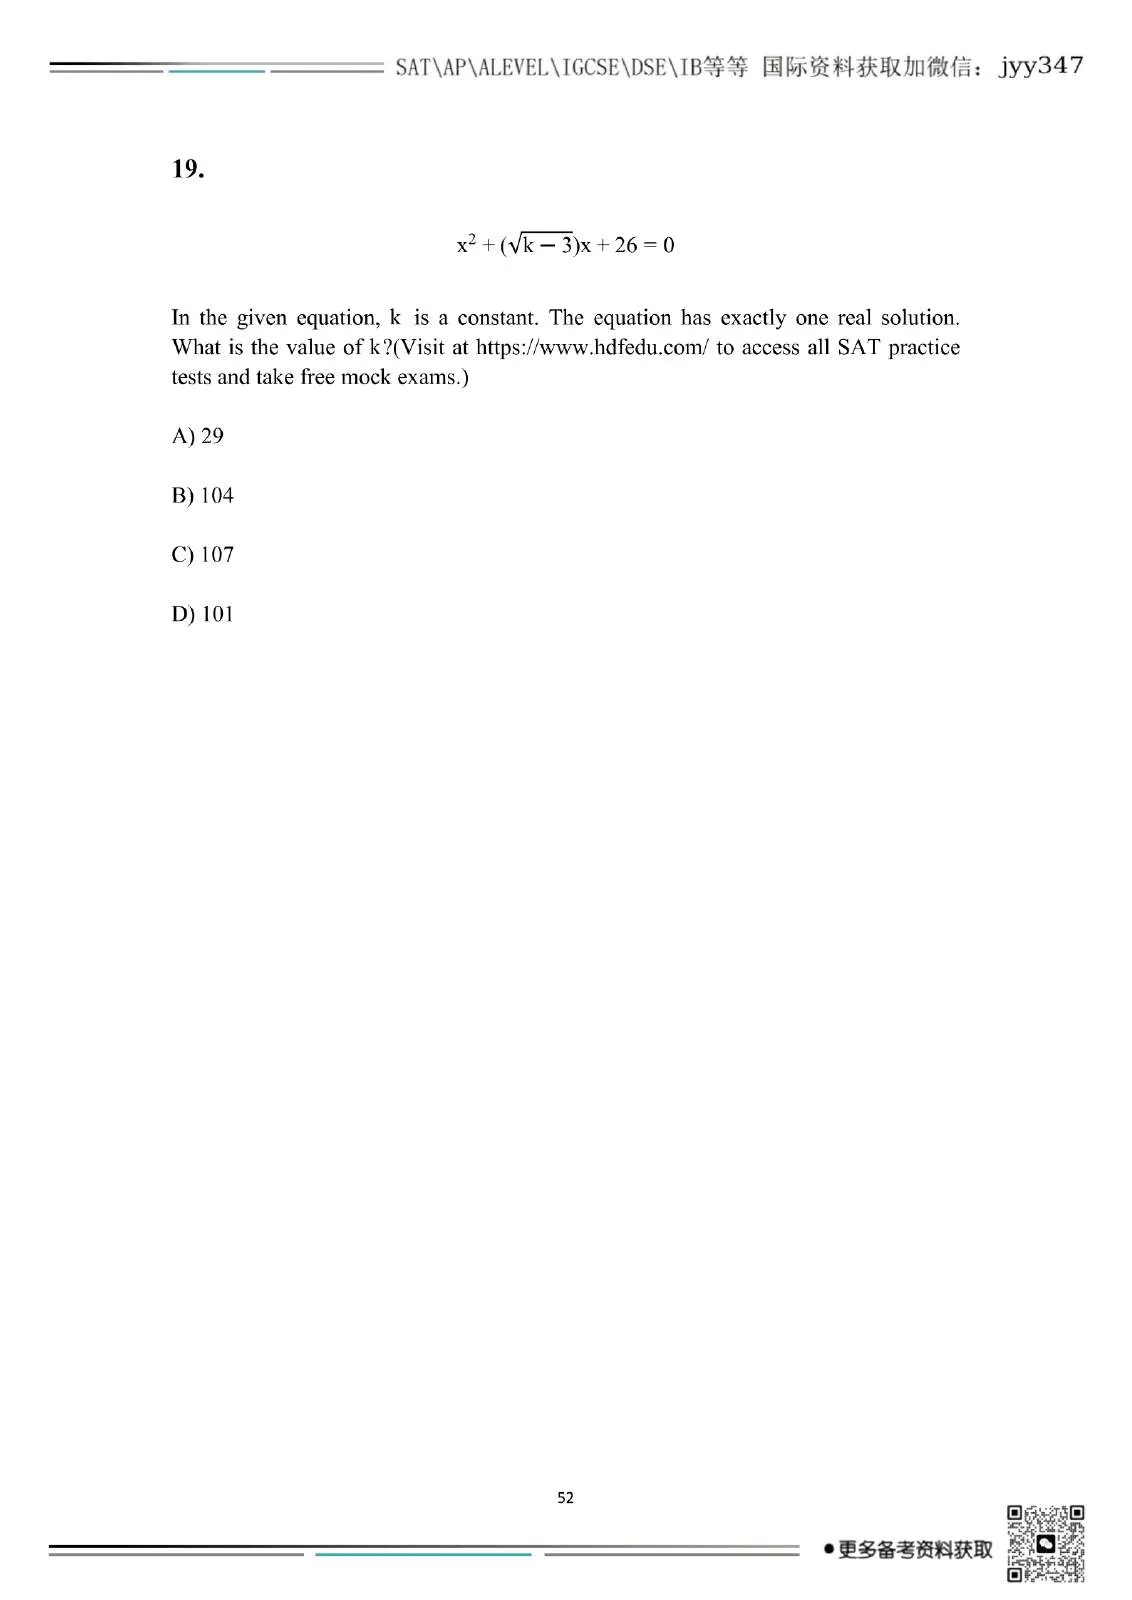 SAT\AP\ALEVEL\IGCSE\DSE\IB等等 国际资料获取加微信：jyy347
19.
x² + (√k − 3)x + 26 = 0
In the given equation, k is a constant. The equation has exactly one real solution.
What is the value of k?(Visit at https://www.hdfedu.com/ to access all SAT practice
tests and take free mock exams.)
A) 29
B) 104
C) 107
D) 101
52
●更多备考资料获取